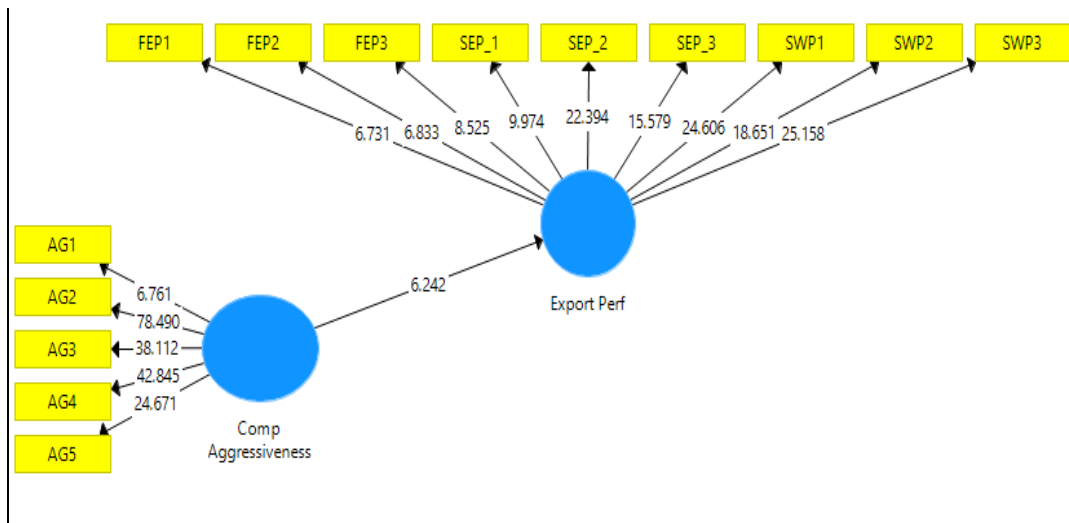 FEP1
FEP2
FEP3
SEP_1
SEP_2
SEP_3
SWP1
SWP2
SWP3
6.731
6.833
8.525
9.974
22.394
15.579
24.606
18.651
25.158
Export Perf
6.242
AG1
AG2
AG3
AG4
AG5
6.761
78.490
38.112
42.845
24.671
Comp
Aggressiveness